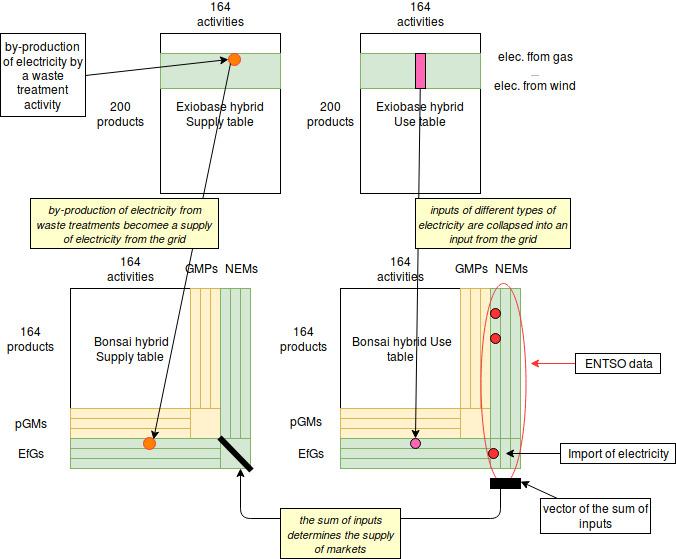 164
activities
164
activities
by-production
of electricity by
a waste
treatment
activity
200
products
Exiobase hybrid
Supply table
200
products
Exiobase hybrid
Use table
elec. ffom gas
...
elec. from wind
by-production of electricity from
waste treatments becomee a supply
of electricity from the grid
inputs of different types of
electricity are collapsed into an
input from the grid
164
activities
GMPs
NEMs
164
activities
GMPs
NEMs
164
products
Bonsai hybrid
Supply table
164
products
Bonsai hybrid Use
table
ENTSO data
pGMs
EfGs
pGMs
EfGs
Import of electricity
the sum of inputs
determines the supply
of markets
vector of the sum of
inputs